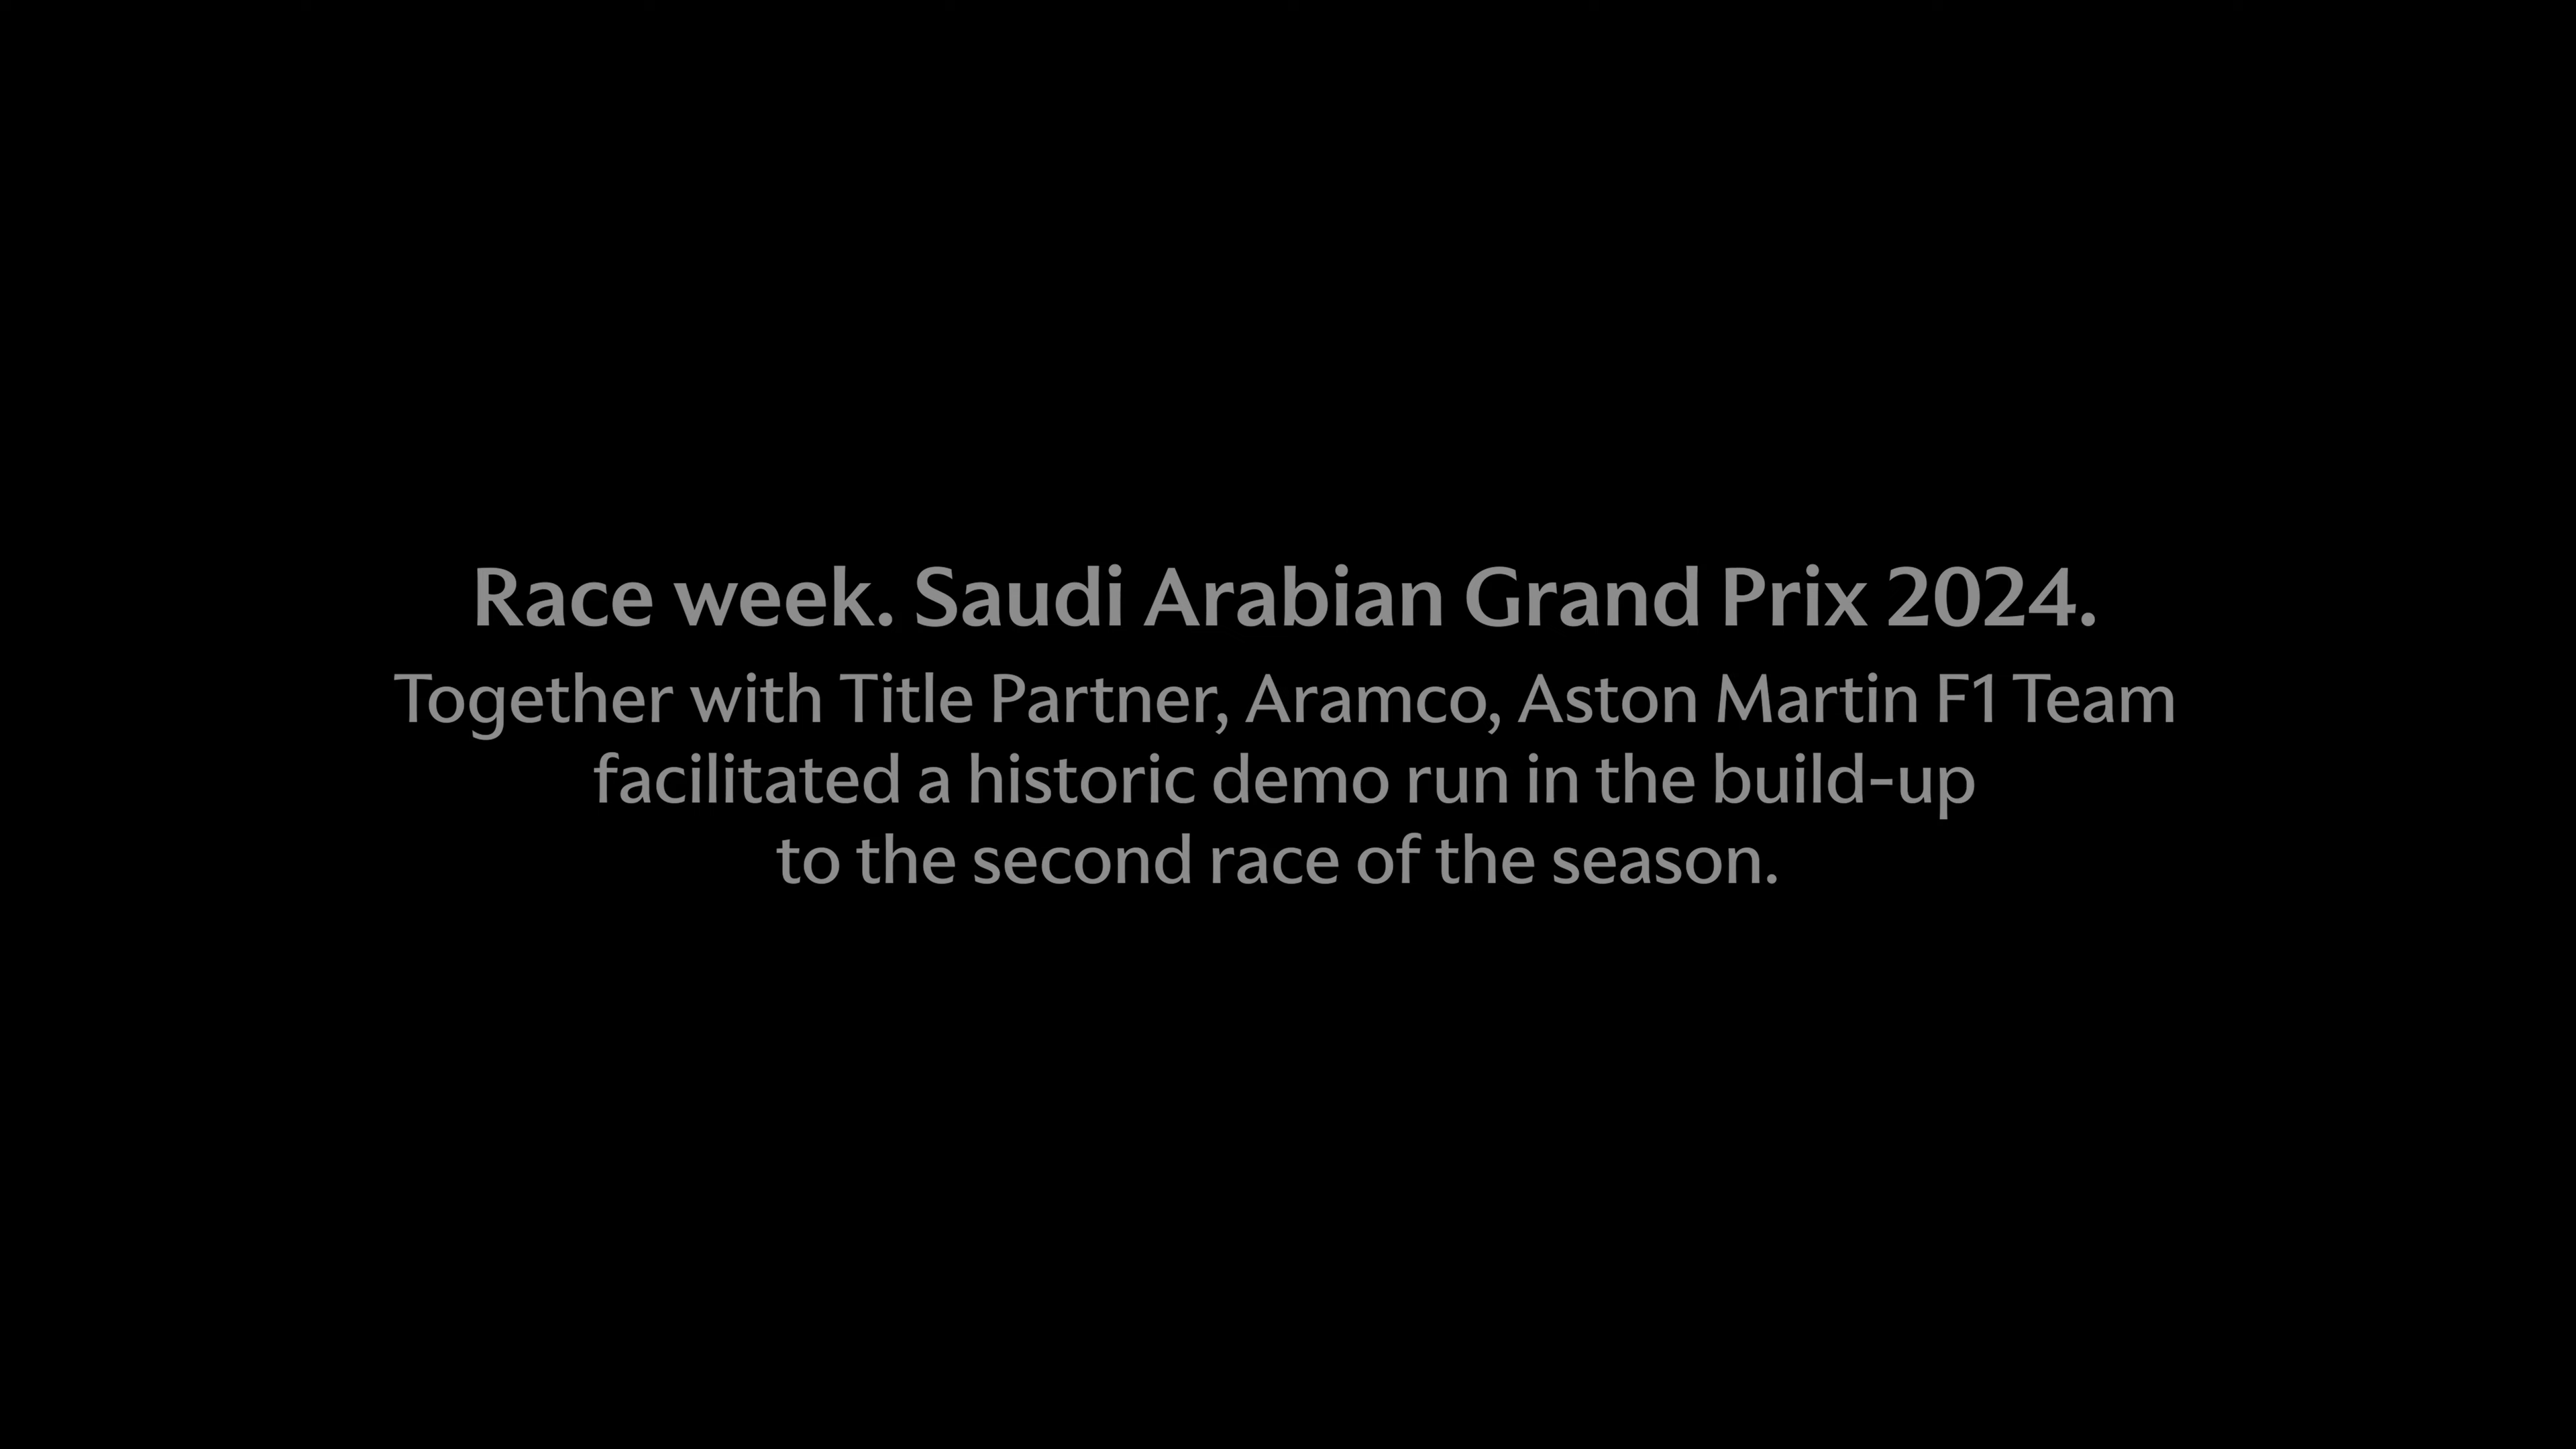 Race week. Saudi Arabian Grand Prix 2024.
Together with Title Partner, Aramco, Aston Martin F1 Team
facilitated a historic demo run in the build-up
to the second race of the season.